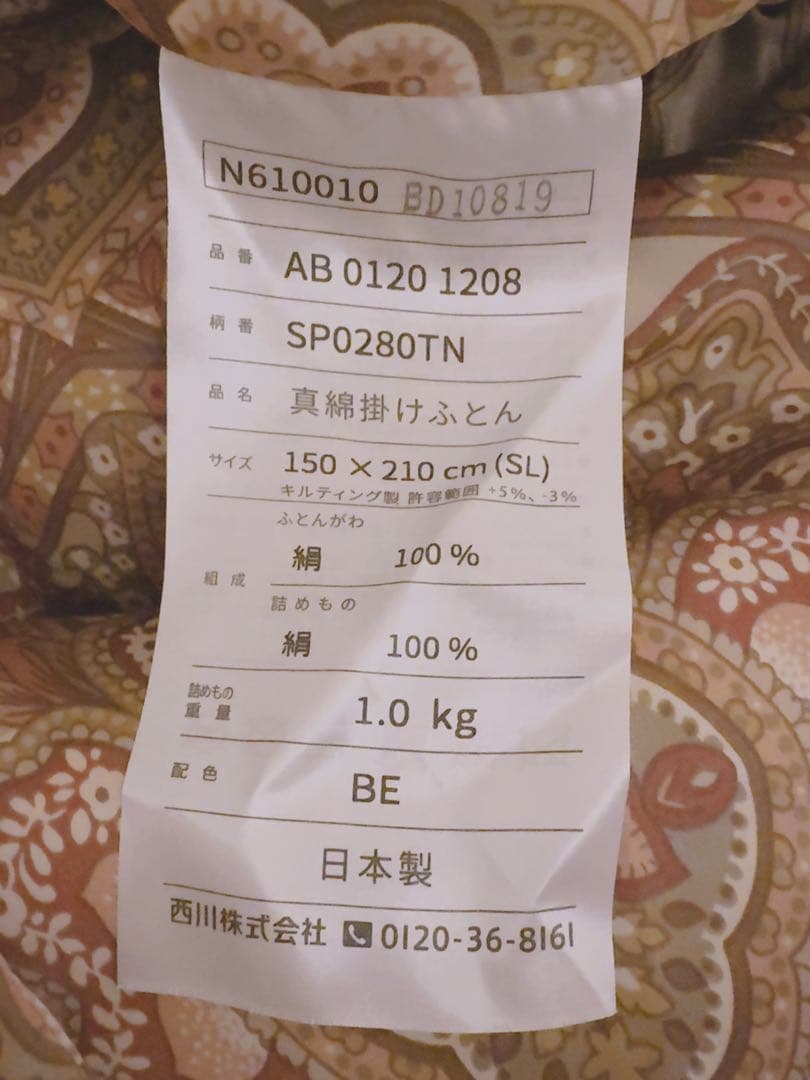 N610010 BD10819
品番 AB 0120 1208
柄番 SP0280TN
品名 真綿掛けふとん
サイズ 150 × 210 cm (SL)
キルティング製 許容範囲 +5%、-3%
ふとんがわ
絹 100 %
組成
詰めもの
絹 100 %
詰めもの
重量 1.0 kg
配色 BE
日本製
西川株式会社 0120-36-8161